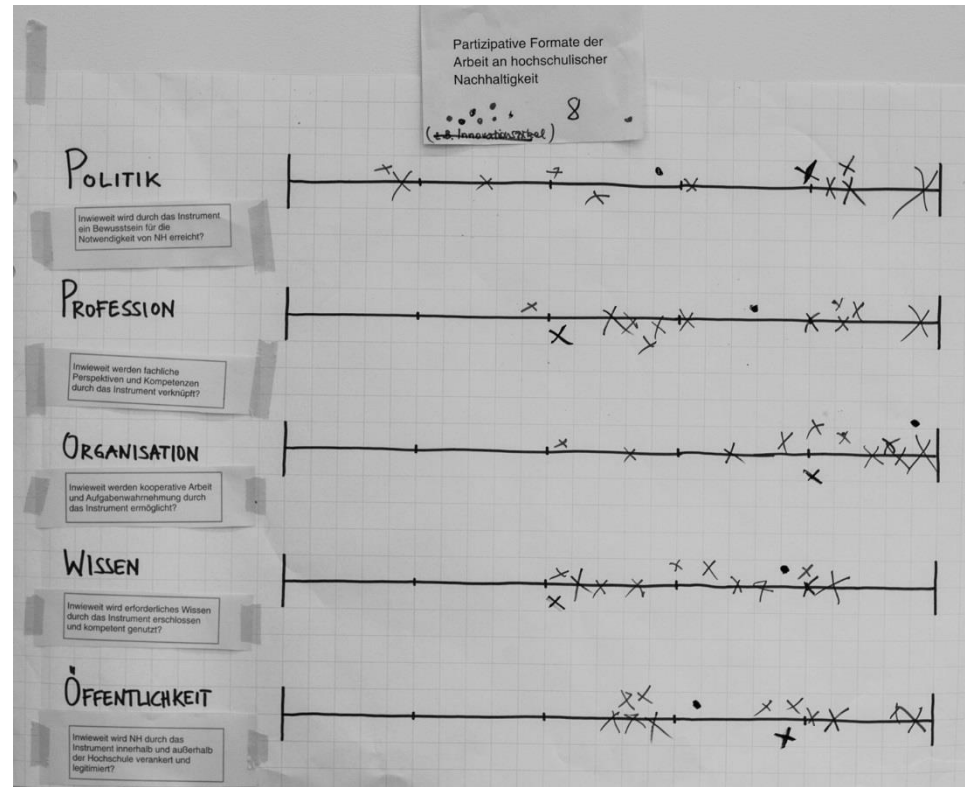 Partizipative Formate der
Arbeit an hochschulischer
Nachhaltigkeit
8
(z.B. Innovationszirkel)
POLITIK
Inwieweit wird durch das Instrument
ein Bewusstsein für die
Notwendigkeit von NH erreicht?
PROFESSION
Inwieweit werden fachliche
Perspektiven und Kompetenzen
durch das Instrument verknüpft?
ORGANISATION
Inwieweit werden kooperative Arbeit
und Aufgabenwahrnehmung durch
das Instrument ermöglicht?
WISSEN
Inwieweit wird erforderliches Wissen
durch das Instrument erschlossen
und kompetent genutzt?
ÖFFENTLICHKEIT
Inwieweit wird NH durch das
Instrument innerhalb und außerhalb
der Hochschule verankert und
legitimiert?